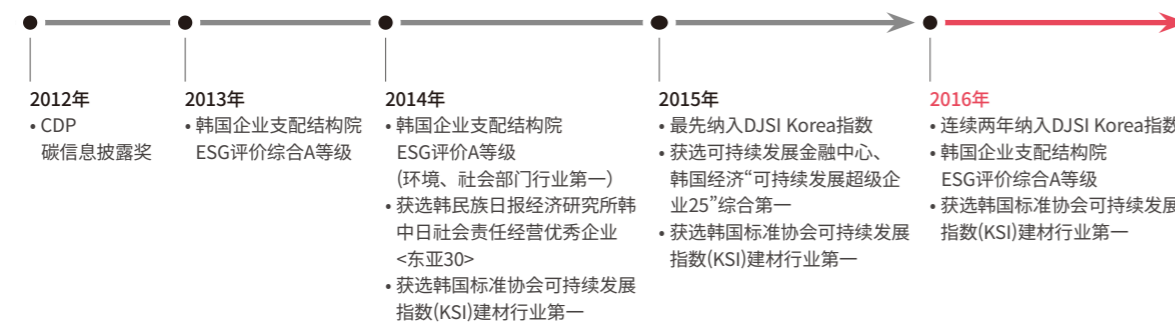 2012年
• CDP
碳信息披露奖
2013年
• 韩国企业支配结构院
ESG评价综合A等级
2014年
• 韩国企业支配结构院
ESG评价A等级
(环境、社会部门行业第一)
• 获选韩民族日报经济研究所韩
中日社会责任经营优秀企业
<东亚30>
• 获选韩国标准协会可持续发展
指数(KSI)建材行业第一
2015年
• 最先纳入DJSI Korea指数
• 获选可持续发展金融中心、
韩国经济“可持续发展超级企
业25”综合第一
• 获选韩国标准协会可持续发展
指数(KSI)建材行业第一
2016年
• 连续两年纳入DJSI Korea指数
• 韩国企业支配结构院
ESG评价综合A等级
• 获选韩国标准协会可持续发展
指数(KSI)建材行业第一